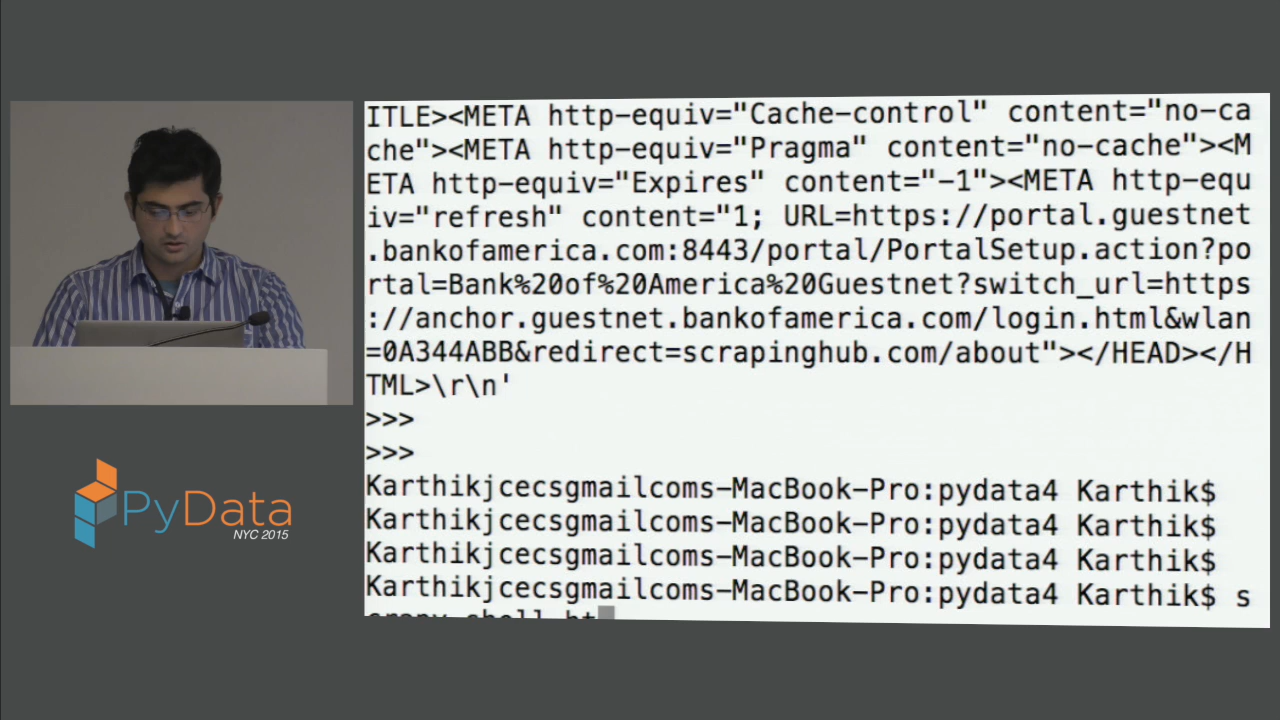 ITLE><META http-equiv="Cache-control" content="no-ca
che"><META http-equiv="Pragma" content="no-cache"><M
ETA http-equiv="Expires" content="-1"><META http-equ
iv="refresh" content="1; URL=https://portal.guestnet
.bankofamerica.com:8443/portal/PortalSetup.action?po
rtal=Bank%20of%20America%20Guestnet?switch_url=https
://anchor.guestnet.bankofamerica.com/login.html&wlan
=0A344ABB&redirect=scrapinghub.com/about"></HEAD></H
TML>\r\n'
>>>
>>>
Karthikjcecsgmailcoms-MacBook-Pro:pydata4 Karthik$
Karthikjcecsgmailcoms-MacBook-Pro:pydata4 Karthik$
Karthikjcecsgmailcoms-MacBook-Pro:pydata4 Karthik$
Karthikjcecsgmailcoms-MacBook-Pro:pydata4 Karthik$ s
crapy shell ht
PyData
NYC 2015